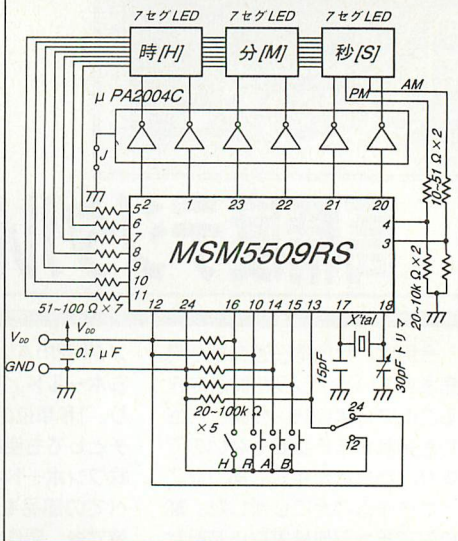 7セグLED 7セグLED 7セグLED
時[H] 分[M] 秒[S]
PM AM
μPA2004C
J
10~51Ω×2
2 1 23 22 21 20
5
6
7
8
9
10
11
4
3
MSM5509RS
20~10kΩ×2
51~100Ω×7
12 24 16 10 14 15 13 17 18
X'tal
VDD
VDD
0.1μF
GND
15pF
30pFトリマ
20~100kΩ
×5
24
12
H R A B